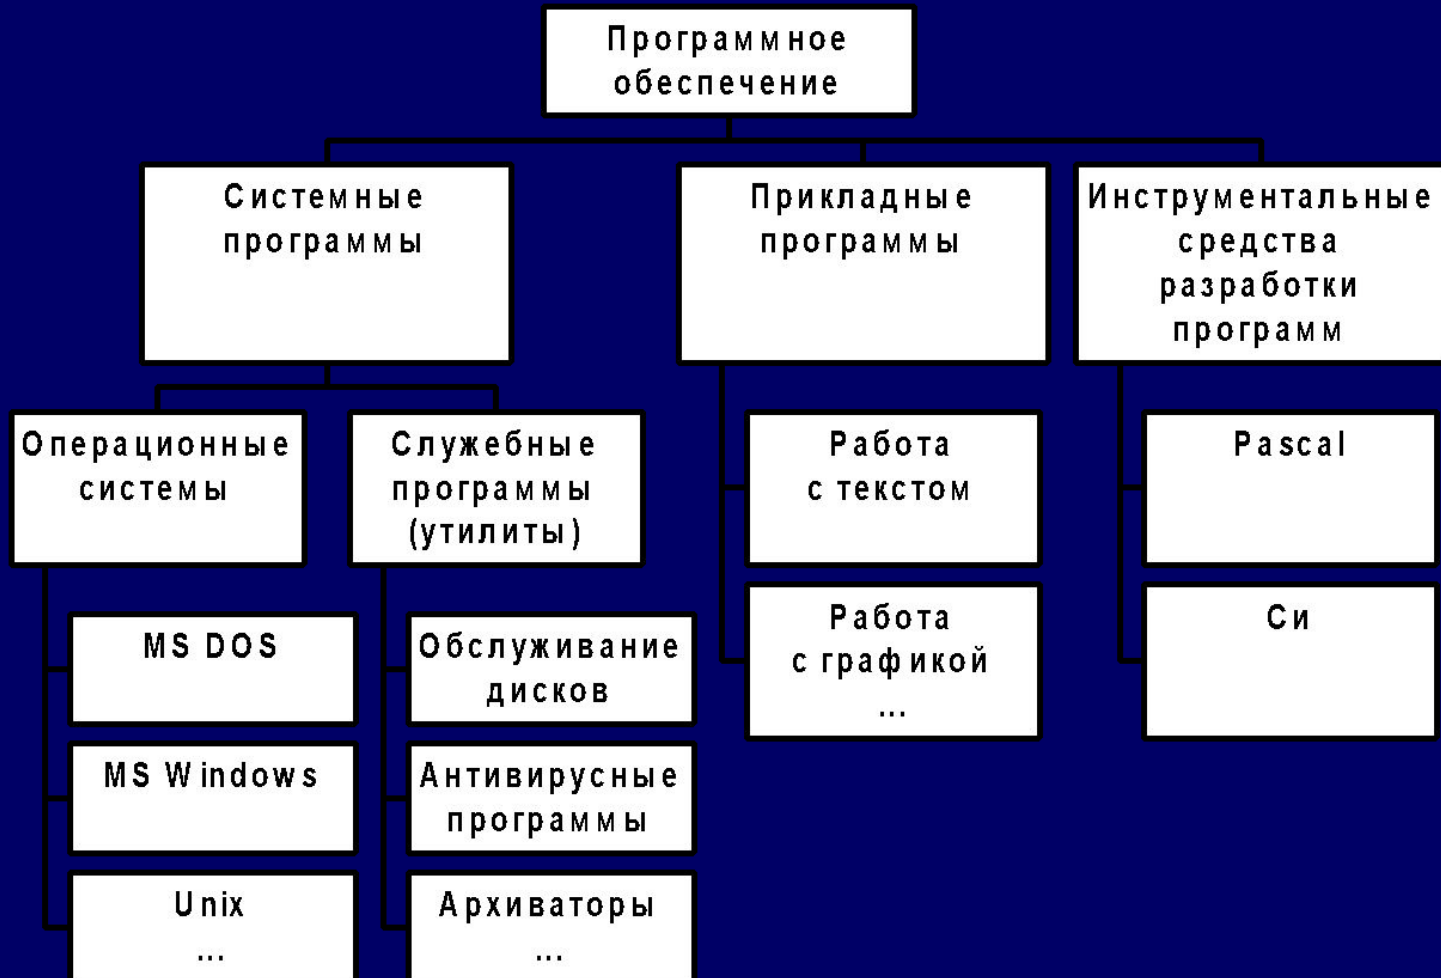 Программное
обеспечение
Системные
программы
Прикладные
программы
Инструментальные
средства
разработки
программ
Операционные
системы
Служебные
программы
(утилиты)
Работа
с текстом
Pascal
MS DOS
Обслуживание
дисков
Работа
с графикой
...
Си
MS Windows
Антивирусные
программы
Unix
...
Архиваторы
...